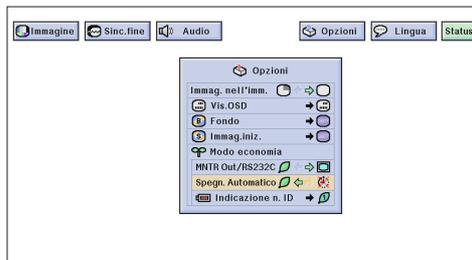 Immagine Sinc.fine Audio Opzioni Lingua Status
Opzioni
Immag. nell'imm.
Vis.OSD
B Fondo
S Immag.iniz.
Modo economia
MNTR Out/RS232C
Spegn. Automatico
Indicazione n. ID 1